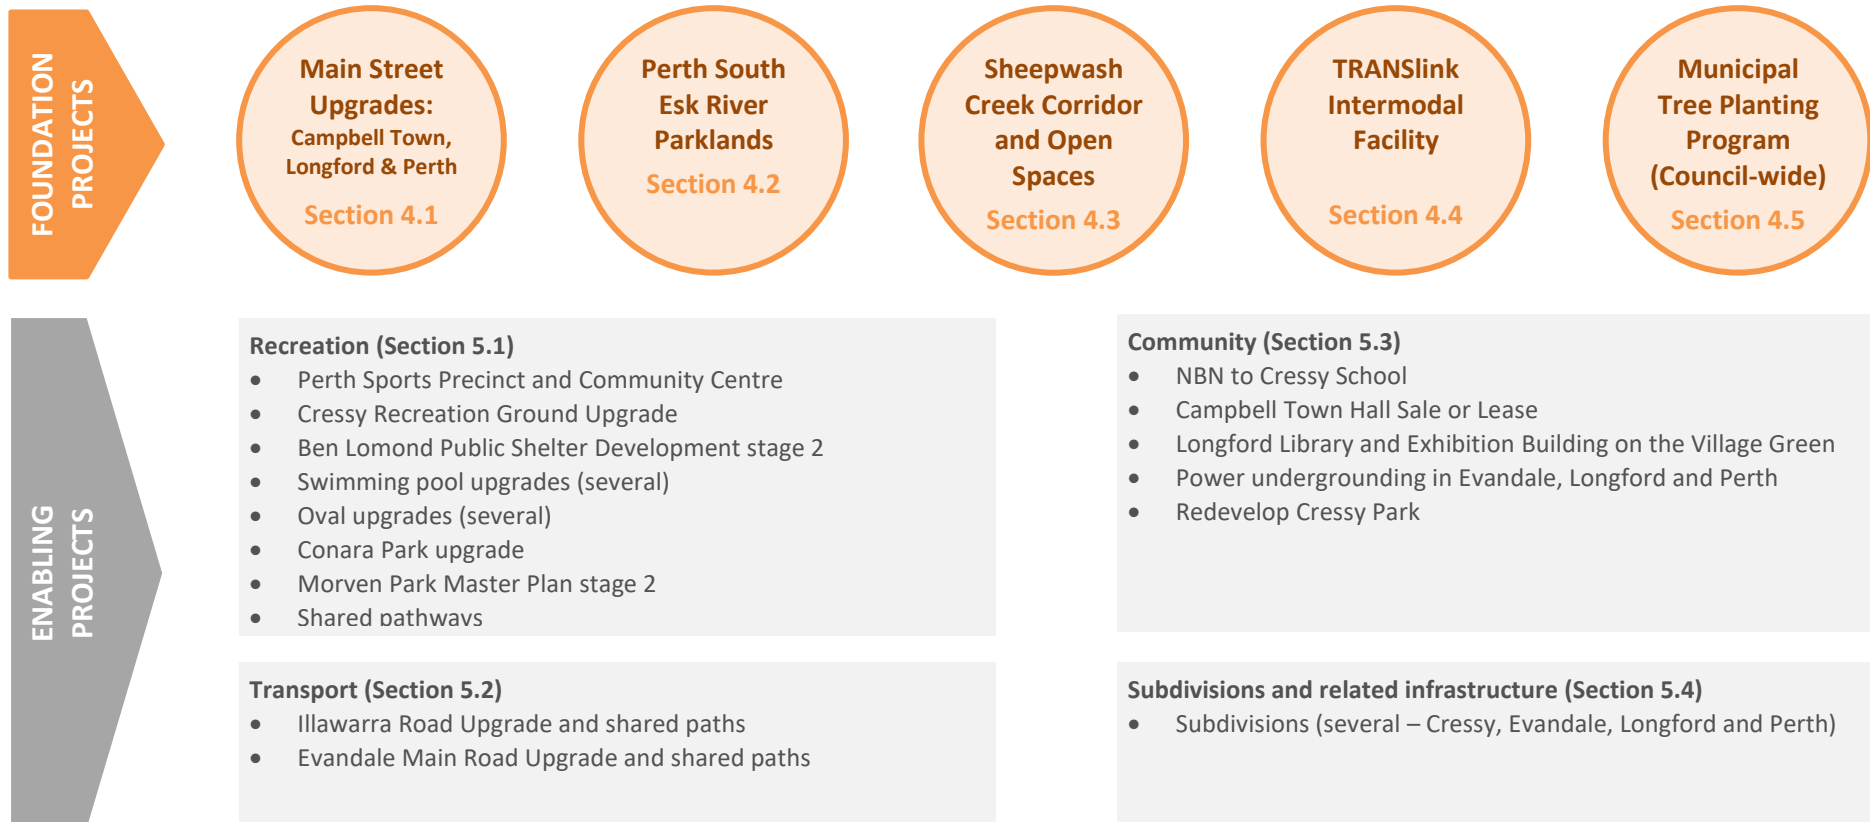 FOUNDATION
PROJECTS
Main Street
Upgrades:
Campbell Town,
Longford & Perth
Section 4.1
Perth South
Esk River
Parklands
Section 4.2
Sheepwash
Creek Corridor
and Open
Spaces
Section 4.3
TRANSlink
Intermodal
Facility
Section 4.4
Municipal
Tree Planting
Program
(Council-wide)
Section 4.5
ENABLING
PROJECTS
Recreation (Section 5.1)
• Perth Sports Precinct and Community Centre
• Cressy Recreation Ground Upgrade
• Ben Lomond Public Shelter Development stage 2
• Swimming pool upgrades (several)
• Oval upgrades (several)
• Conara Park upgrade
• Morven Park Master Plan stage 2
• Shared pathways
Community (Section 5.3)
• NBN to Cressy School
• Campbell Town Hall Sale or Lease
• Longford Library and Exhibition Building on the Village Green
• Power undergrounding in Evandale, Longford and Perth
• Redevelop Cressy Park
Transport (Section 5.2)
• Illawarra Road Upgrade and shared paths
• Evandale Main Road Upgrade and shared paths
Subdivisions and related infrastructure (Section 5.4)
• Subdivisions (several – Cressy, Evandale, Longford and Perth)